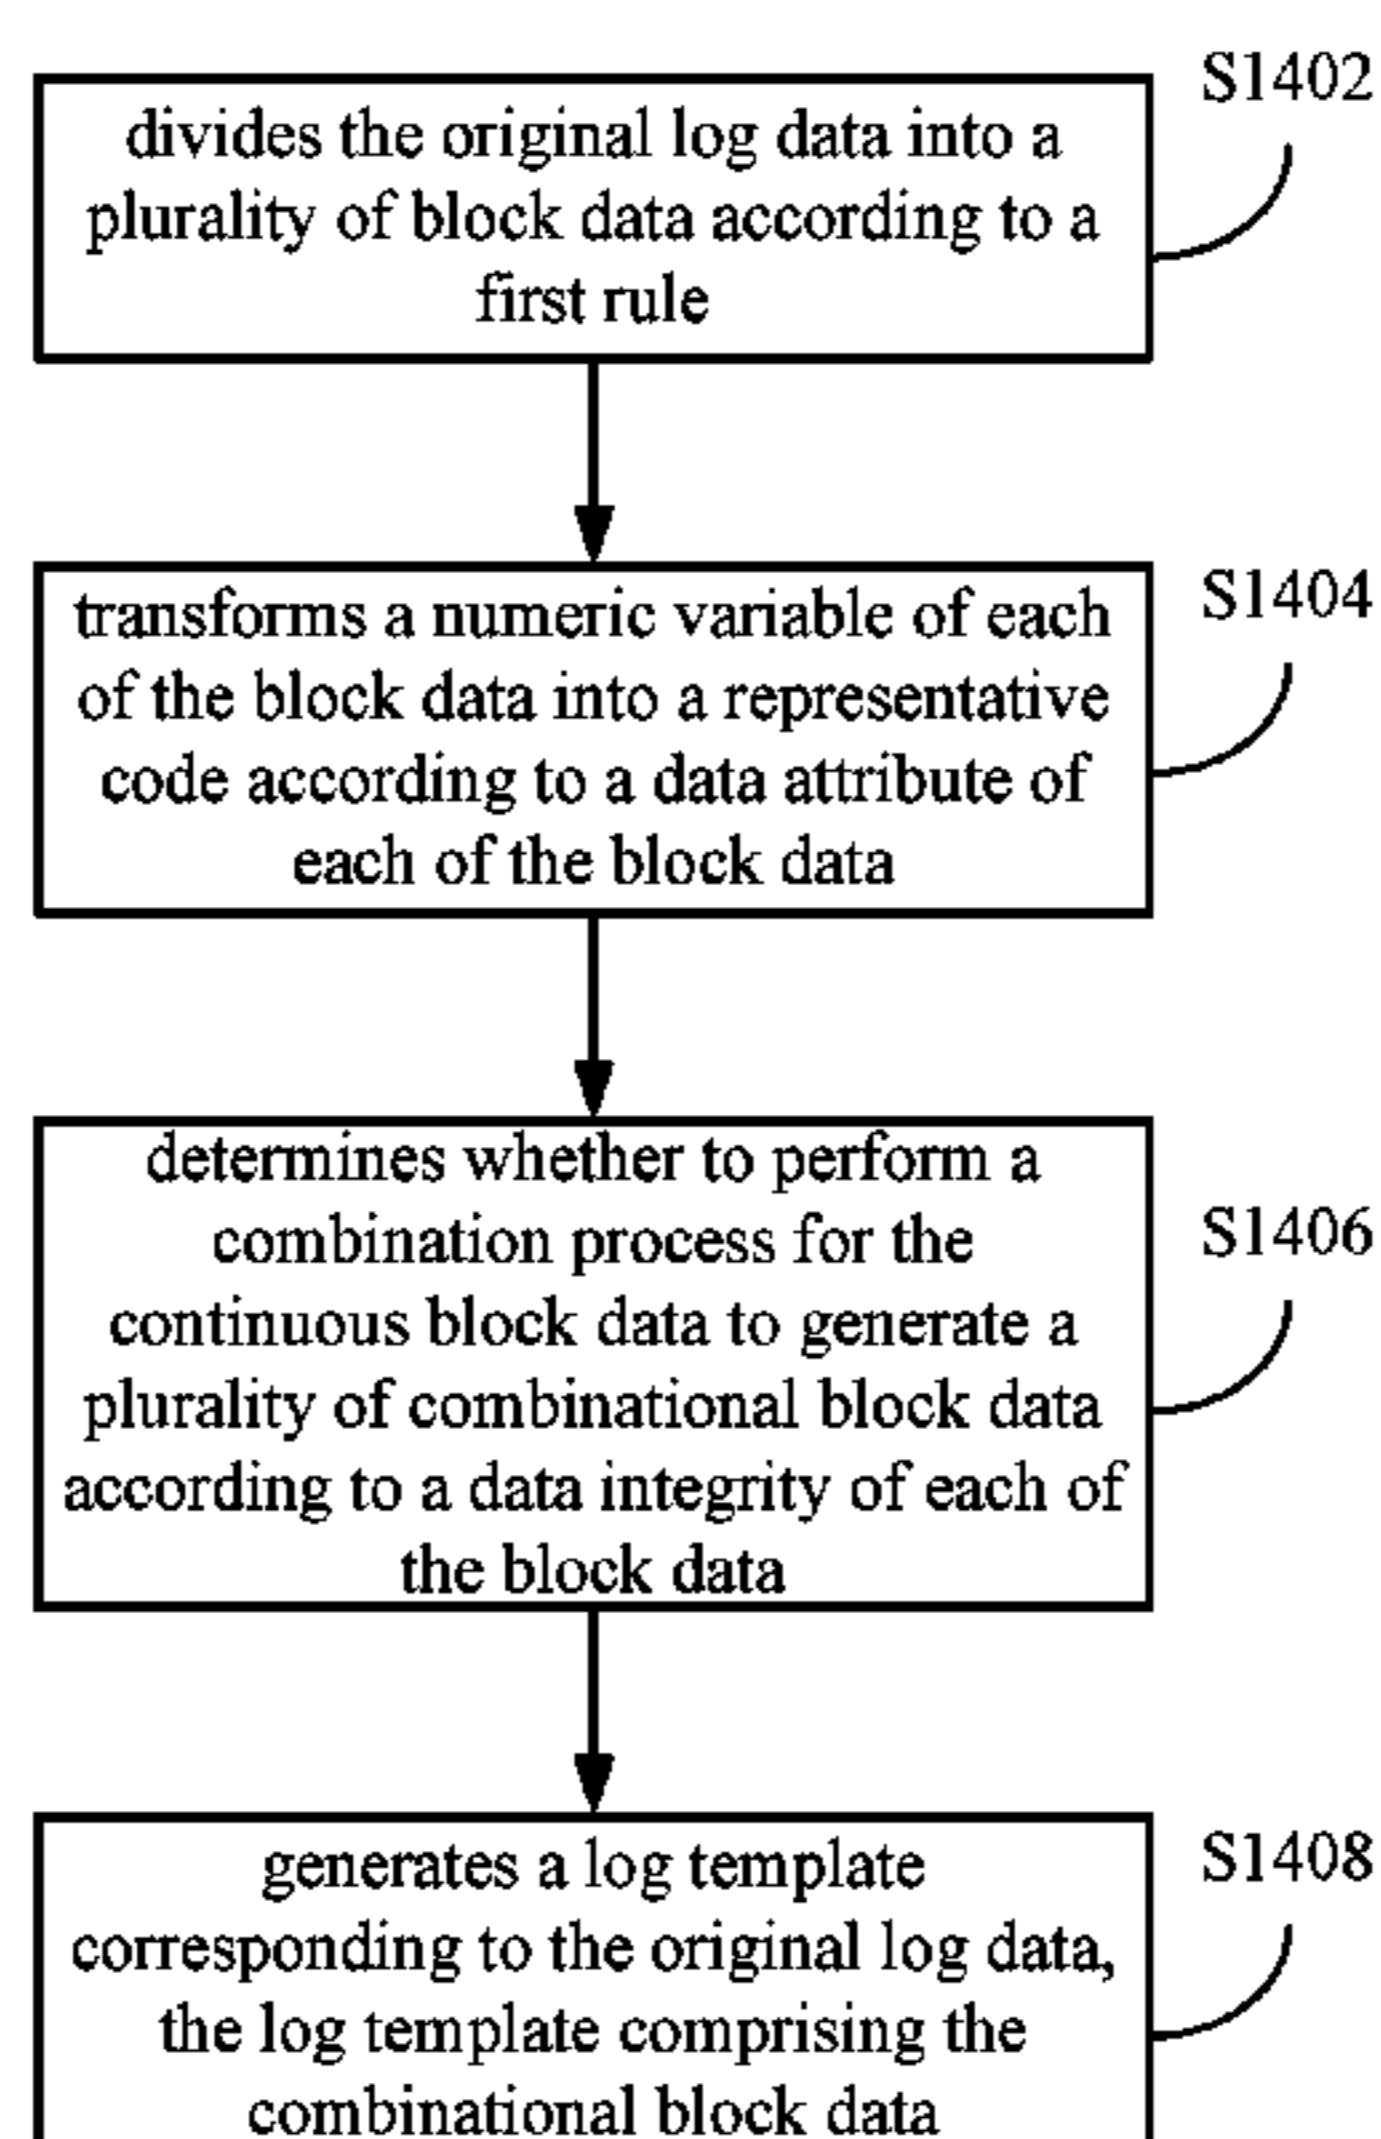 S1402
divides the original log data into a
plurality of block data according to a
first rule
S1404
transforms a numeric variable of each
of the block data into a representative
code according to a data attribute of
each of the block data
determines whether to perform a
combination process for the
S1406
continuous block data to generate a
plurality of combinational block data
according to a data integrity of each of
the block data
S1408
generates a log template
corresponding to the original log data,
the log template comprising the
combinational block data